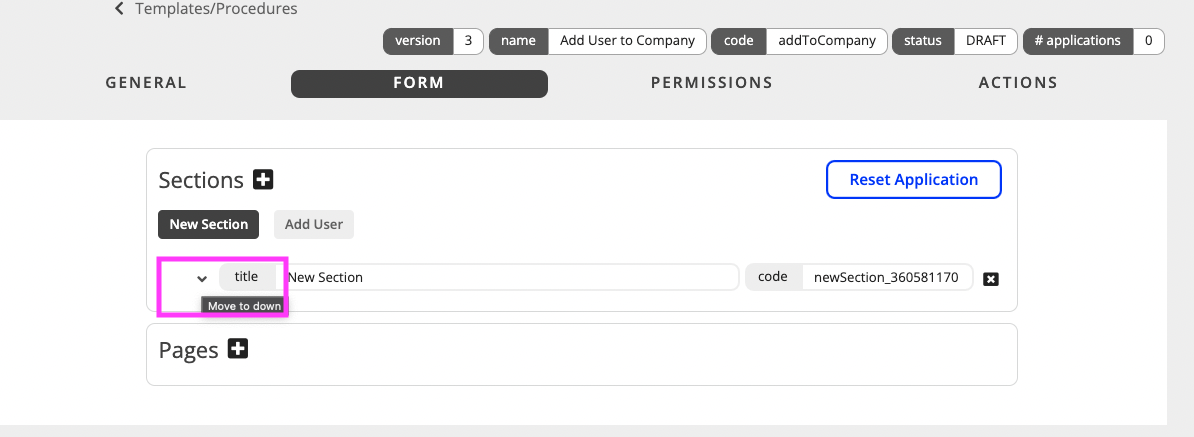 Templates/Procedures
version 3 name Add User to Company code addToCompany status DRAFT # applications 0
GENERAL FORM PERMISSIONS ACTIONS
Sections Reset Application
New Section Add User
title New Section code newSection_360581170
Move to down
Pages